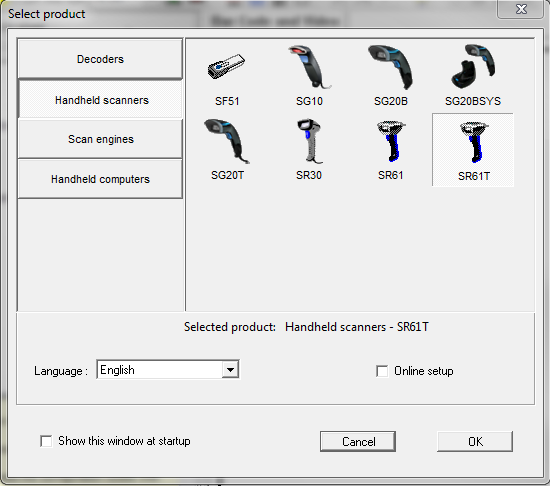 Select product
Decoders
Handheld scanners
Scan engines
Handheld computers
SF51 SG10 SG20B SG20BSYS
SG20T SR30 SR61 SR61T
Selected product: Handheld scanners - SR61T
Language : English
Online setup
Show this window at startup
Cancel OK